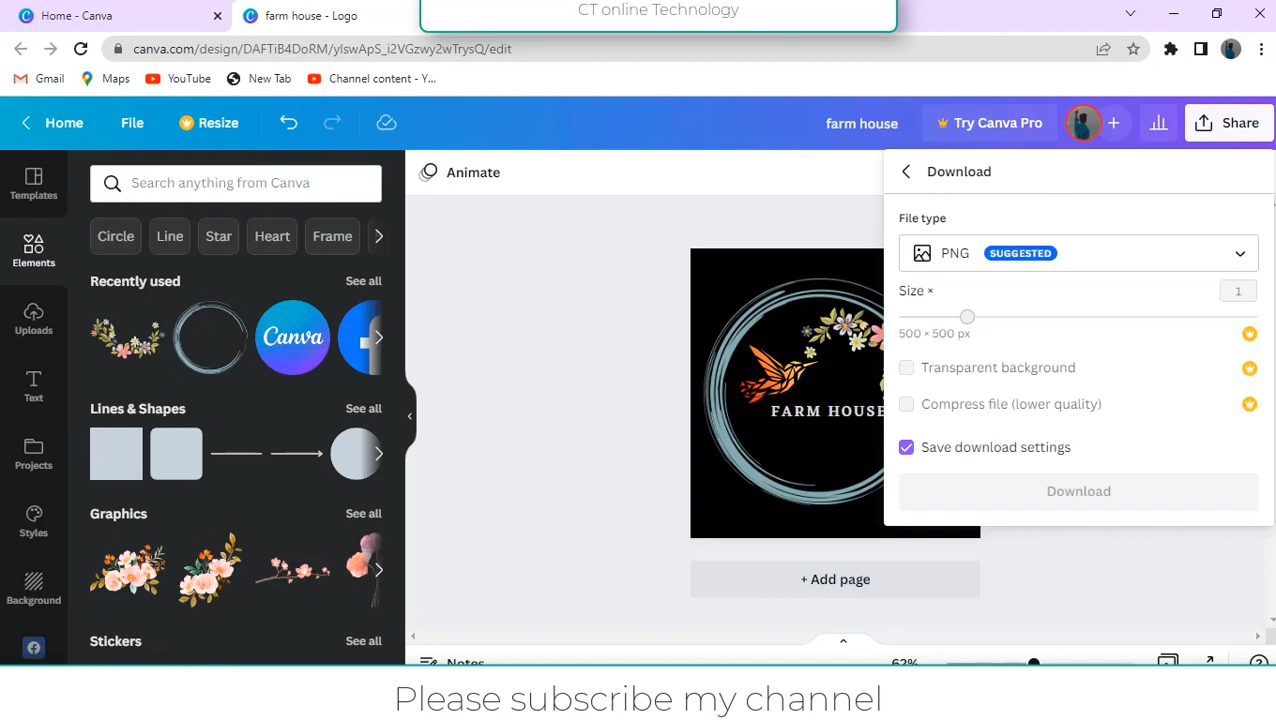 CT online Technology
Home - Canva
farm house - Logo
canva.com/design/DAFTiB4DoRM/ylswApS_i2VGzwy2wTrysQ/edit
Gmail
Maps
YouTube
New Tab
Channel content - Y...
Home
File
Resize
farm house
Try Canva Pro
Share
Templates
Elements
Uploads
Text
Projects
Styles
Background
Search anything from Canva
Circle
Line
Star
Heart
Frame
Recently used
See all
Canva
Lines & Shapes
See all
Graphics
See all
Stickers
See all
Animate
FARM HOUSE
+ Add page
Notes
62%
Download
File type
PNG
SUGGESTED
Size ×
1
500 × 500 px
Transparent background
Compress file (lower quality)
Save download settings
Download
Please subscribe my channel